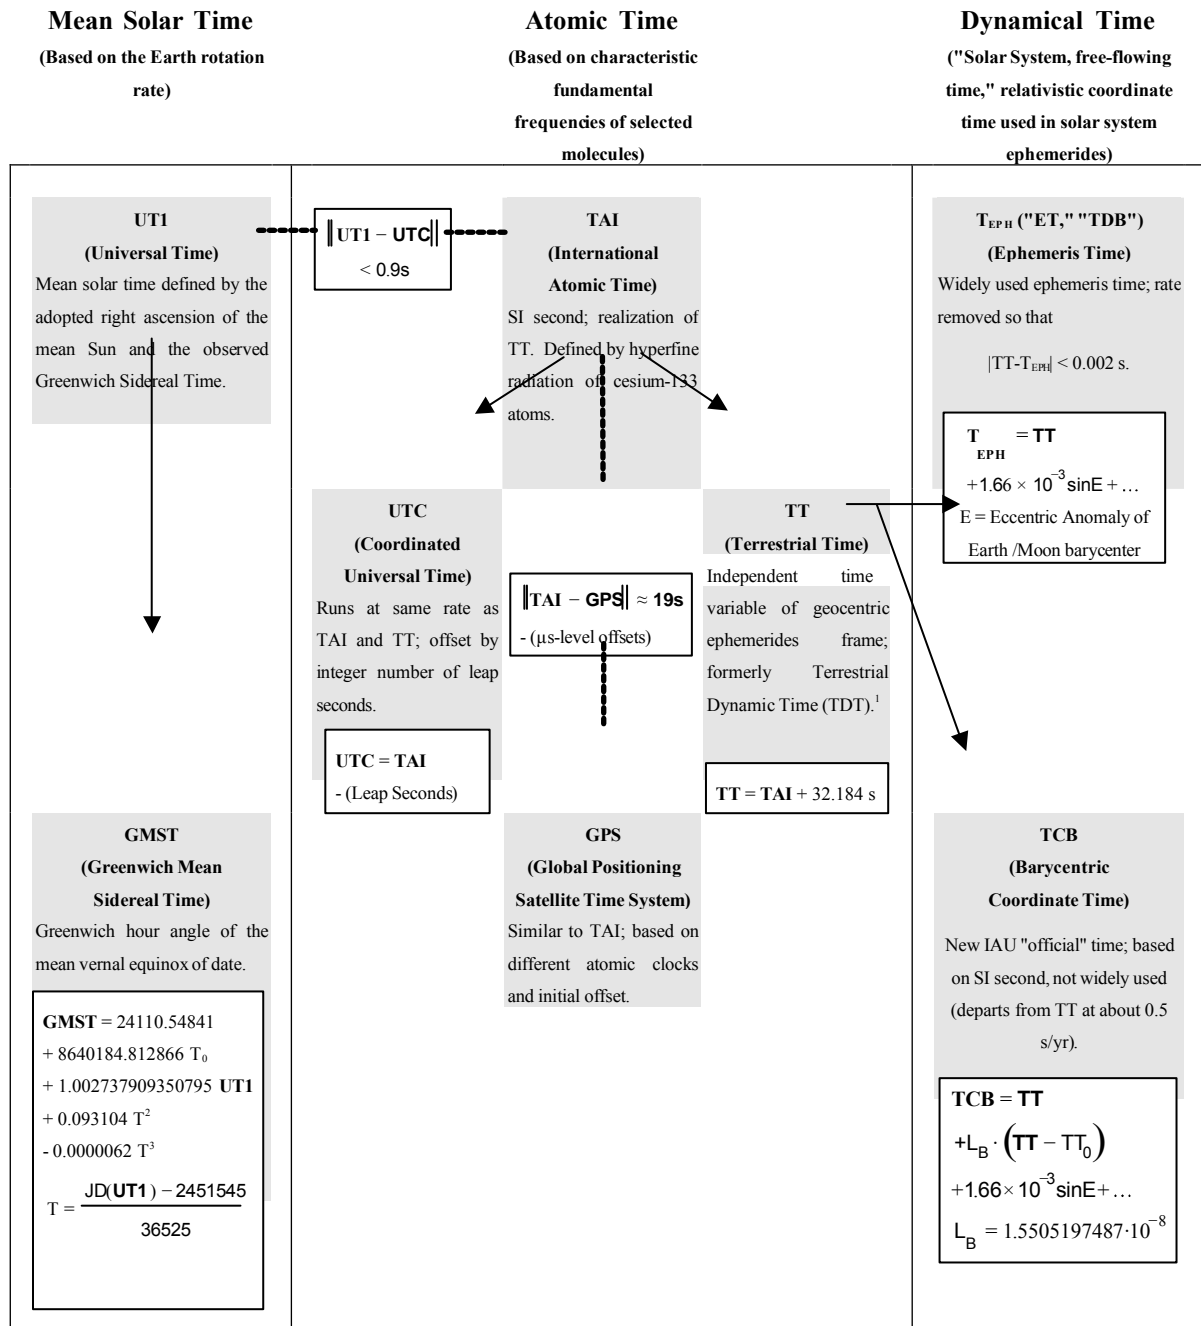 Mean Solar Time
(Based on the Earth rotation
rate)
Atomic Time
(Based on characteristic
fundamental
frequencies of selected
molecules)
Dynamical Time
("Solar System, free-flowing
time," relativistic coordinate
time used in solar system
ephemerides)
UT1
(Universal Time)
Mean solar time defined by the
adopted right ascension of the
mean Sun and the observed
Greenwich Sidereal Time.
‖UT1 − UTC‖
< 0.9s
TAI
(International
Atomic Time)
SI second; realization of
TT. Defined by hyperfine
radiation of cesium-133
atoms.
T_EPH ("ET," "TDB")
(Ephemeris Time)
Widely used ephemeris time; rate
removed so that
|TT-T_EPH| < 0.002 s.
T_EPH = TT
+1.66 × 10⁻³ sinE + …
E = Eccentric Anomaly of
Earth /Moon barycenter
UTC
(Coordinated
Universal Time)
Runs at same rate as
TAI and TT; offset by
integer number of leap
seconds.
UTC = TAI
- (Leap Seconds)
‖TAI − GPS‖ ≈ 19s
- (µs-level offsets)
TT
(Terrestrial Time)
Independent time
variable of geocentric
ephemerides frame;
formerly Terrestrial
Dynamic Time (TDT).¹
TT = TAI + 32.184 s
GMST
(Greenwich Mean
Sidereal Time)
Greenwich hour angle of the
mean vernal equinox of date.
GMST = 24110.54841
+ 8640184.812866 T₀
+ 1.002737909350795 UT1
+ 0.093104 T²
- 0.0000062 T³
T = JD(UT1) − 2451545
36525
GPS
(Global Positioning
Satellite Time System)
Similar to TAI; based on
different atomic clocks
and initial offset.
TCB
(Barycentric
Coordinate Time)
New IAU "official" time; based
on SI second, not widely used
(departs from TT at about 0.5
s/yr).
TCB = TT
+L_B · (TT − TT₀)
+1.66× 10⁻³ sinE+ …
L_B = 1.5505197487·10⁻⁸